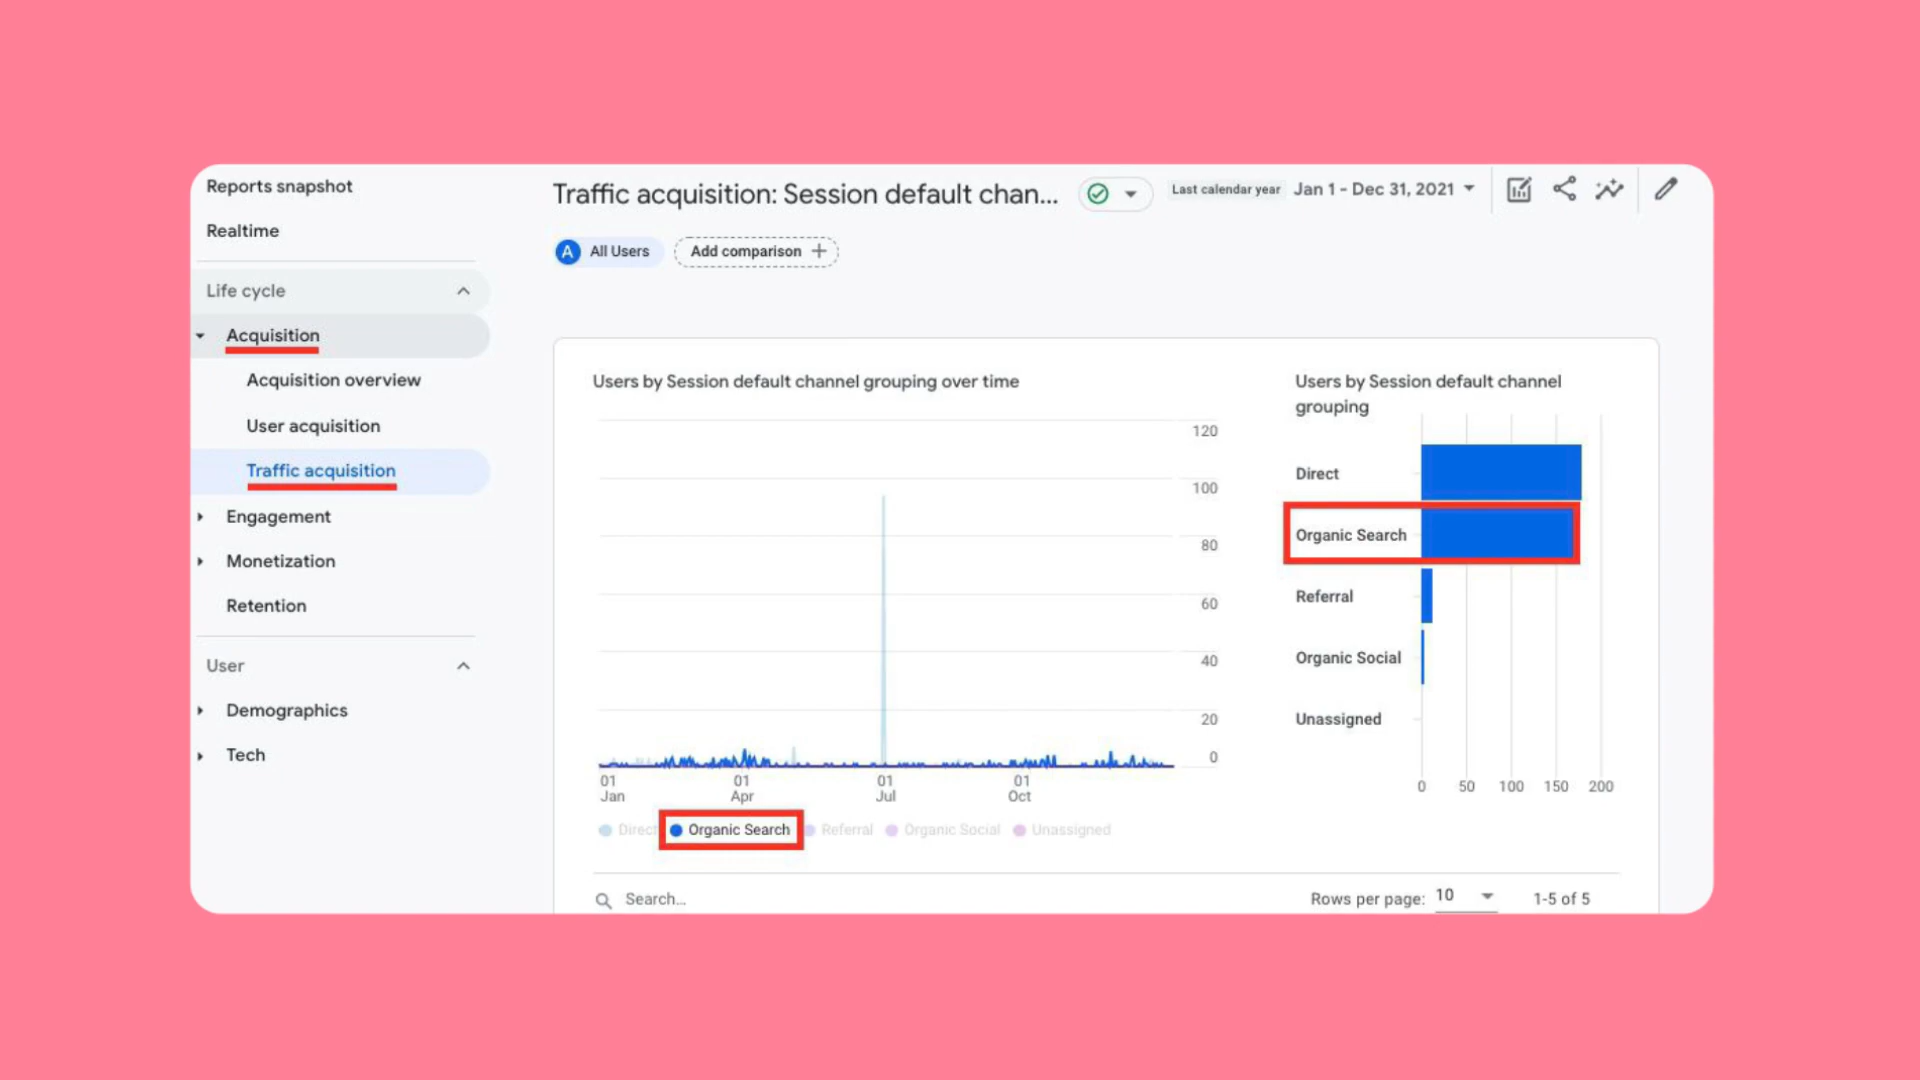 Reports snapshot
Realtime
Life cycle
Acquisition
Acquisition overview
User acquisition
Traffic acquisition
Engagement
Monetization
Retention
User
Demographics
Tech
Traffic acquisition: Session default chan...
Last calendar year Jan 1 - Dec 31, 2021
A All Users
Add comparison +
Users by Session default channel grouping over time
120
100
80
60
40
20
0
01 Jan
01 Apr
01 Jul
01 Oct
Direct Organic Search Referral Organic Social Unassigned
Users by Session default channel
grouping
Direct
Organic Search
Referral
Organic Social
Unassigned
0 50 100 150 200
Search...
Rows per page: 10 1-5 of 5